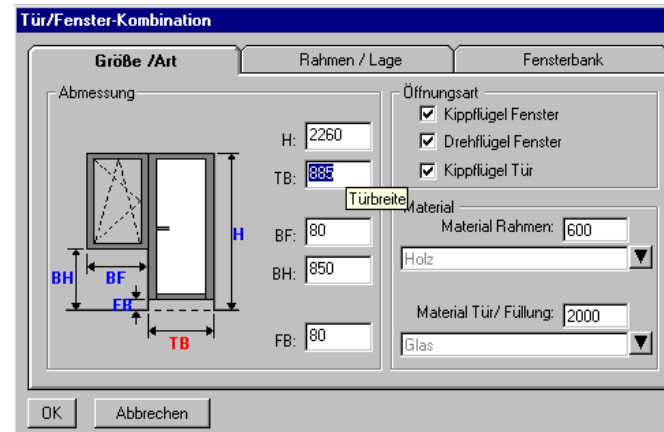 Tür/Fenster-Kombination
Größe /Art
Rahmen / Lage
Fensterbank
Abmessung
H: 2260
TB: 885
Türbreite
BF: 80
BH: 850
FB: 80
H
BH
BF
FB
TB
Öffnungsart
Kippflügel Fenster
Drehflügel Fenster
Kippflügel Tür
Material
Material Rahmen: 600
Holz
Material Tür/ Füllung: 2000
Glas
OK
Abbrechen